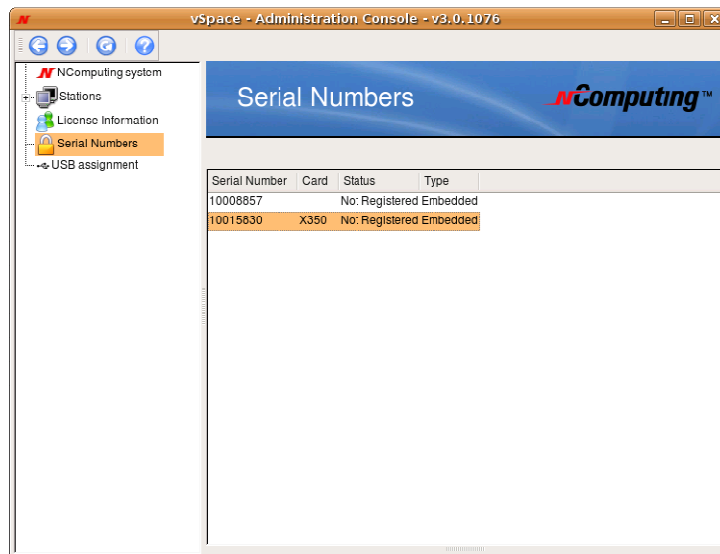 vSpace - Administration Console - v3.0.1076
NComputing system
Stations
License Information
Serial Numbers
USB assignment
Serial Numbers
NComputing™
Serial Number Card Status Type
10008857 No: Registered Embedded
10015830 X350 No: Registered Embedded